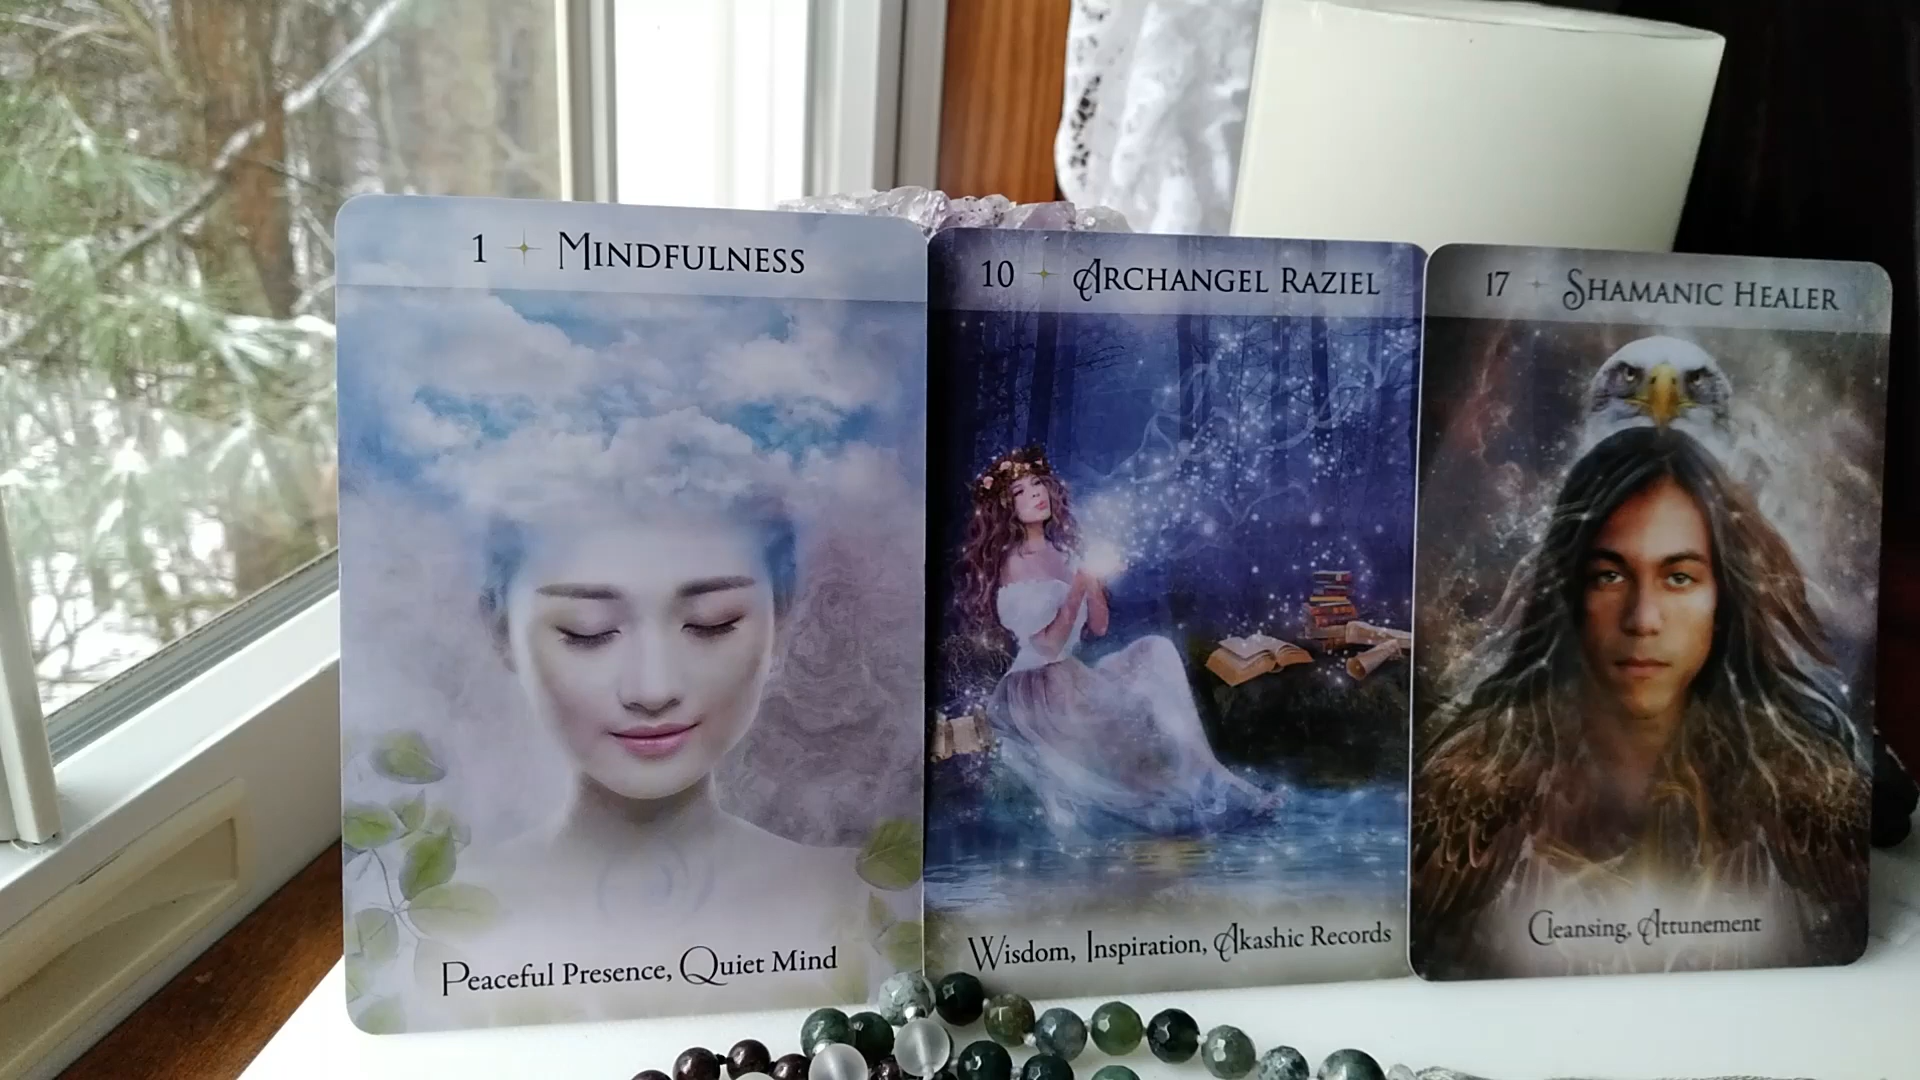 1 MINDFULNESS
Peaceful Presence, Quiet Mind
10 ARCHANGEL RAZIEL
Wisdom, Inspiration, Akashic Records
17 SHAMANIC HEALER
Cleansing, Attunement